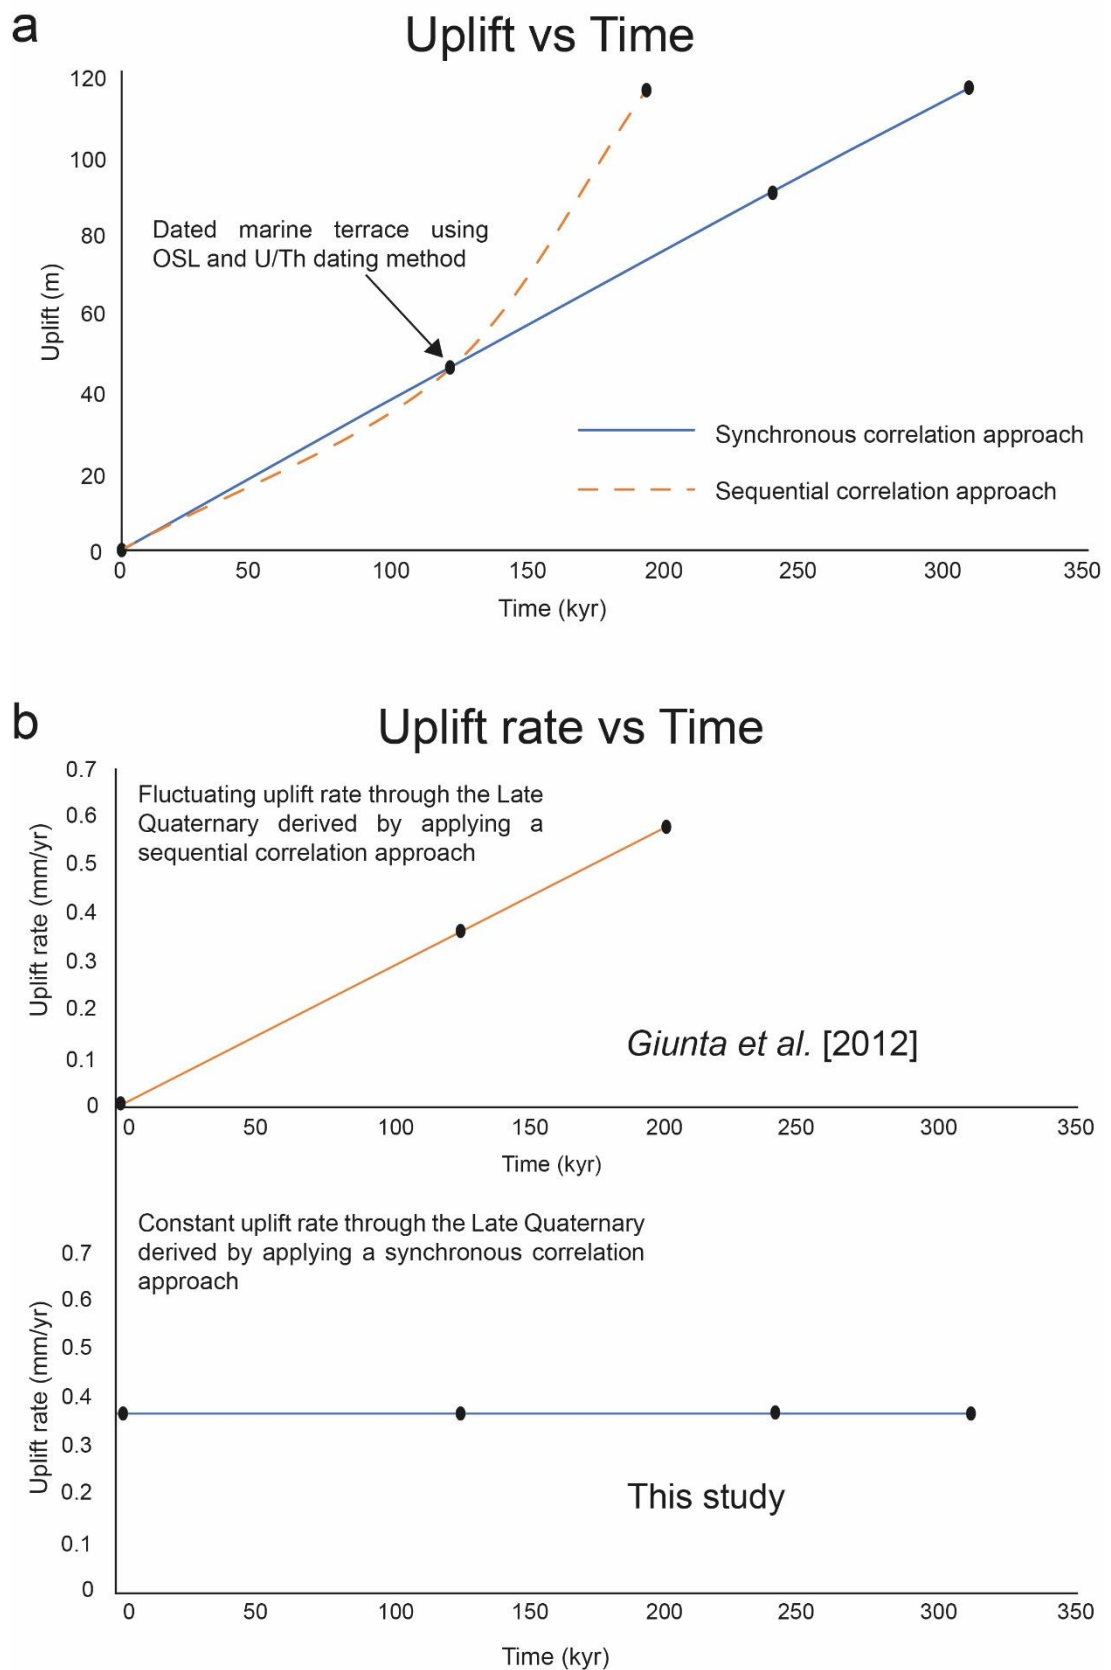 a
Uplift vs Time
120
100
80
60
40
20
0
Uplift (m)
Dated marine terrace using
OSL and U/Th dating method
Synchronous correlation approach
Sequential correlation approach
0 50 100 150 200 250 300 350
Time (kyr)
b
Uplift rate vs Time
0.7
0.6
0.5
0.4
0.3
0.2
0.1
0
Uplift rate (mm/yr)
Fluctuating uplift rate through the Late
Quaternary derived by applying a
sequential correlation approach
Giunta et al. [2012]
0 50 100 150 200 250 300 350
Time (kyr)
Constant uplift rate through the Late Quaternary
derived by applying a synchronous correlation
approach
0.7
0.6
0.5
0.4
0.3
0.2
0.1
0
Uplift rate (mm/yr)
This study
0 50 100 150 200 250 300 350
Time (kyr)